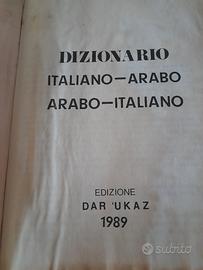 DIZIONARIO
ITALIANO—ARABO
ARABO—ITALIANO
EDIZIONE
DAR 'UKAZ
1989
subito